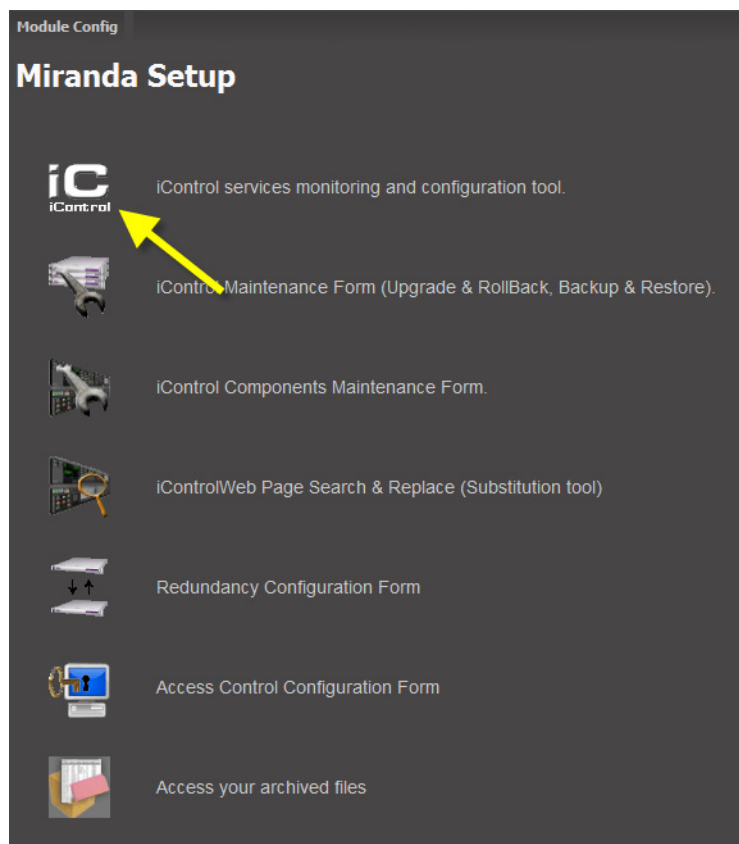 Module Config
Miranda Setup
iC
iControl
iControl services monitoring and configuration tool.
iControl Maintenance Form (Upgrade & RollBack, Backup & Restore).
iControl Components Maintenance Form.
iControlWeb Page Search & Replace (Substitution tool)
Redundancy Configuration Form
Access Control Configuration Form
Access your archived files